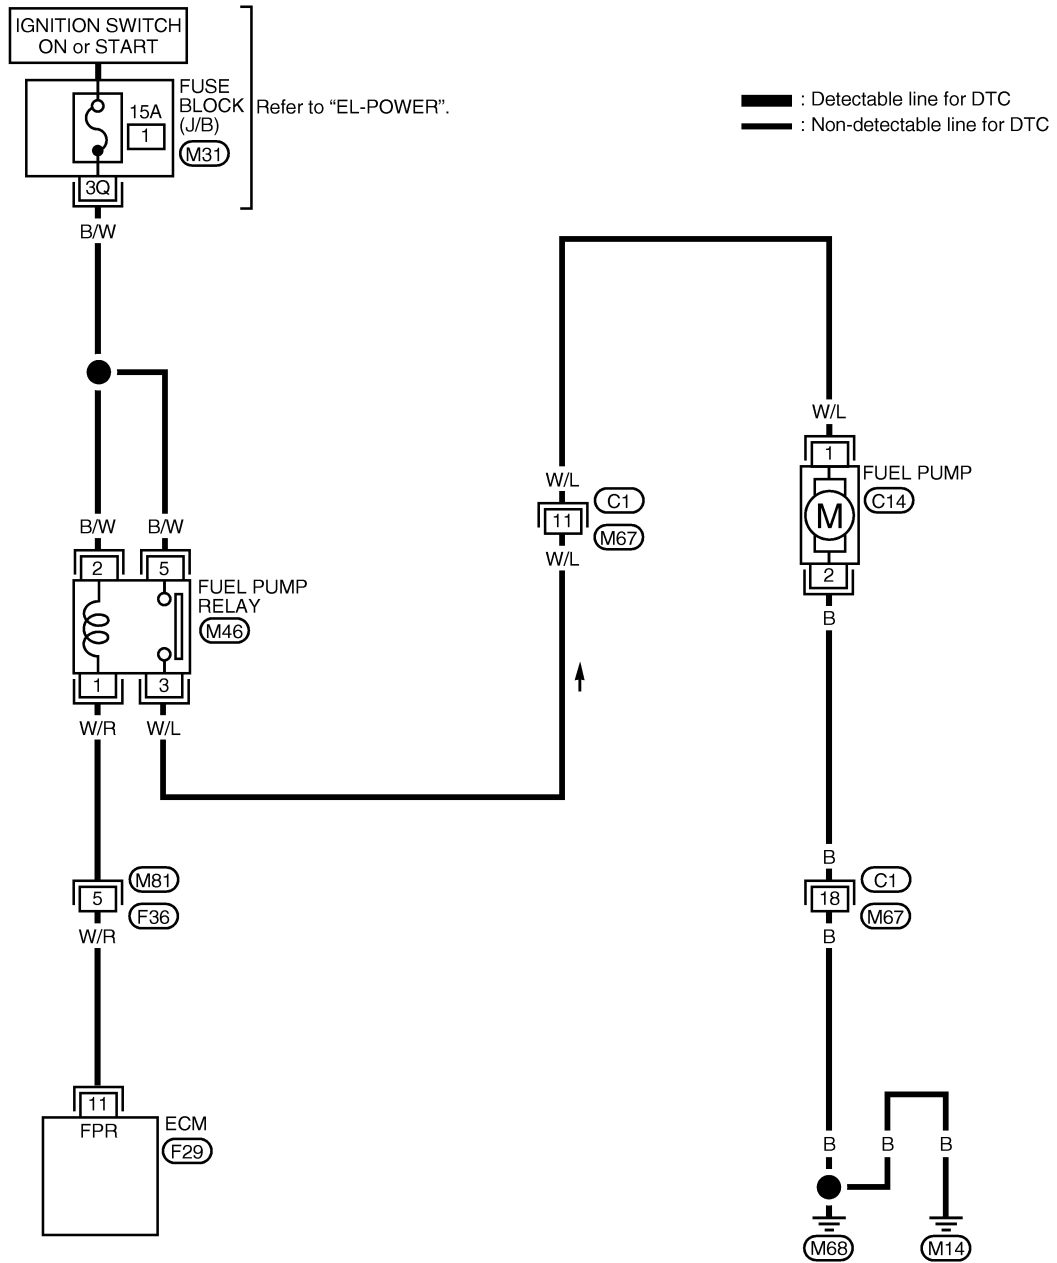 IGNITION SWITCH
ON or START
FUSE
BLOCK
(J/B)
15A
1
M31
Refer to “EL-POWER”.
: Detectable line for DTC
: Non-detectable line for DTC
3Q
B/W
B/W
B/W
2
5
FUEL PUMP
RELAY
M46
1
3
W/R
W/L
W/L
11
C1
M67
W/L
W/L
1
FUEL PUMP
C14
M
2
B
M81
5
F36
W/R
B
18
C1
M67
B
11
FPR
ECM
F29
B
B
B
M68
M14